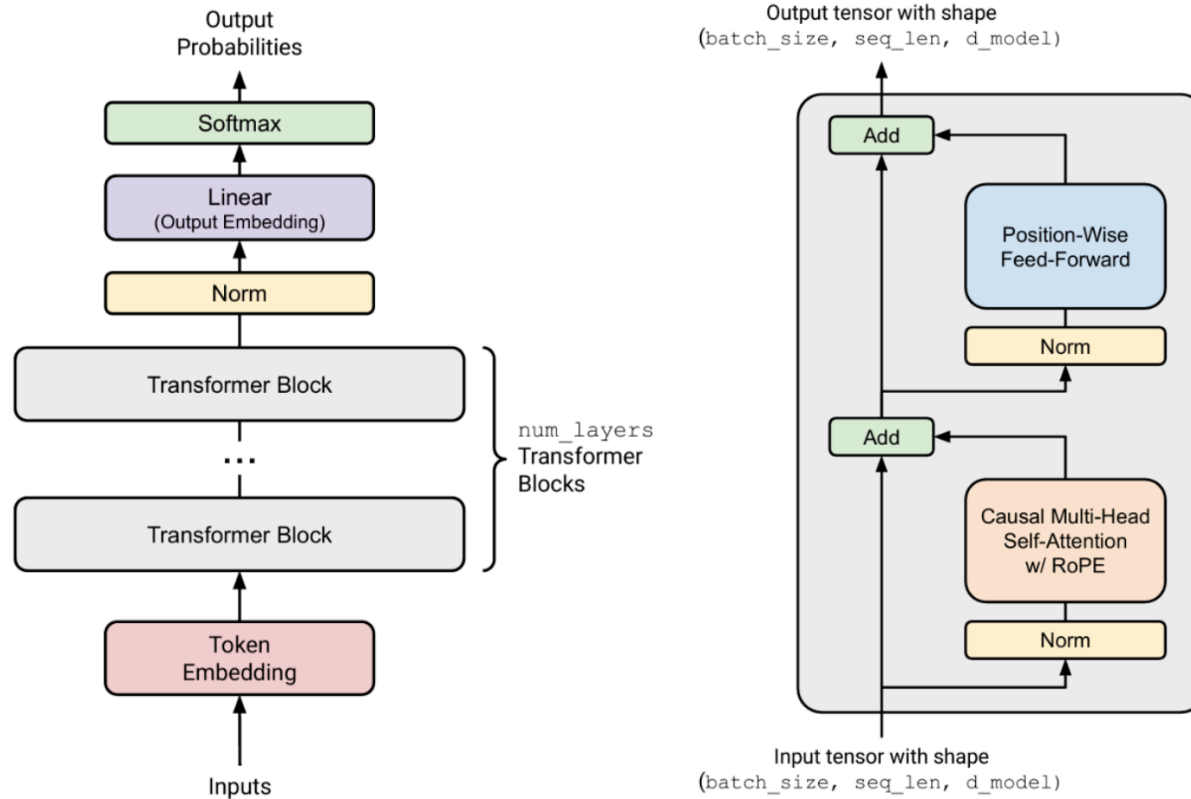 Output
Probabilities
Softmax
Linear
(Output Embedding)
Norm
Transformer Block
...
Transformer Block
num_layers
Transformer
Blocks
Token
Embedding
Inputs
Output tensor with shape
(batch_size, seq_len, d_model)
Add
Position-Wise
Feed-Forward
Norm
Add
Causal Multi-Head
Self-Attention
w/ RoPE
Norm
Input tensor with shape
(batch_size, seq_len, d_model)